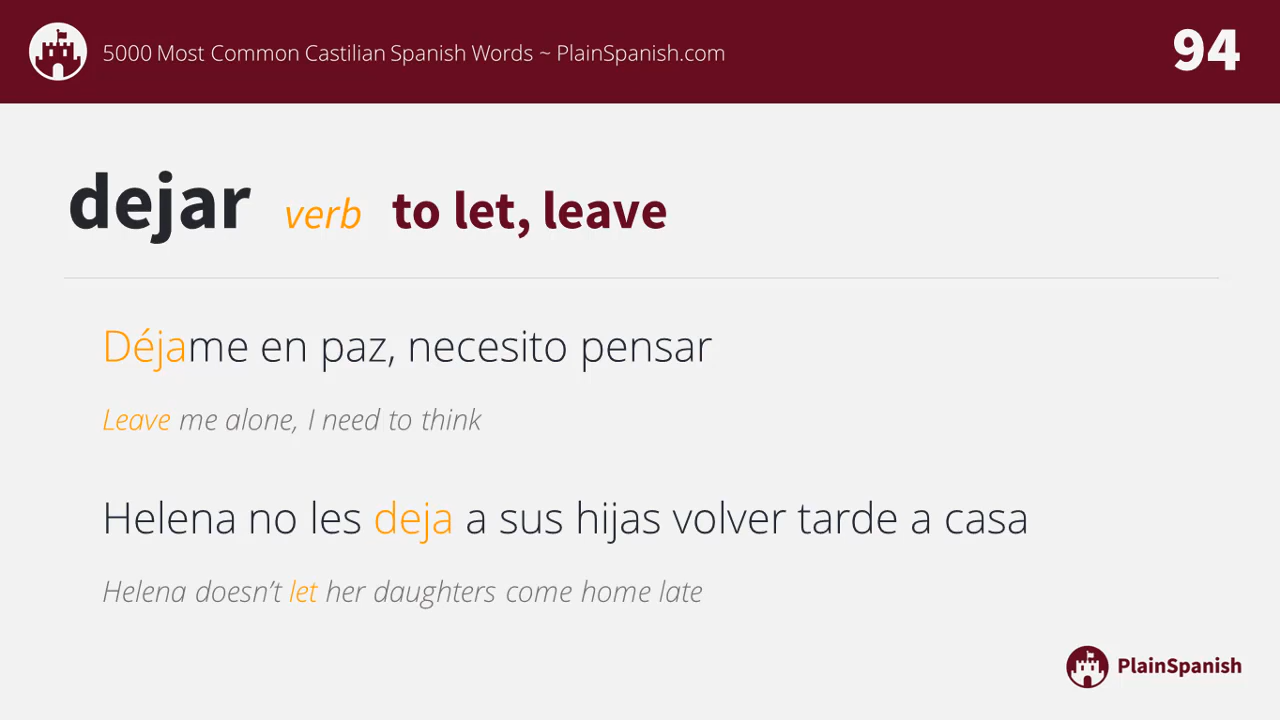 5000 Most Common Castilian Spanish Words ~ PlainSpanish.com
94
dejar verb to let, leave
Déjame en paz, necesito pensar
Leave me alone, I need to think
Helena no les deja a sus hijas volver tarde a casa
Helena doesn’t let her daughters come home late
PlainSpanish